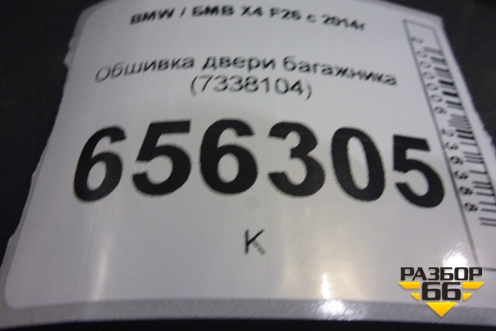 BMW / БМВ X4 F26 с 2014г
Обшивка двери багажника
(7338104)
656305
К
РАЗБОР
66